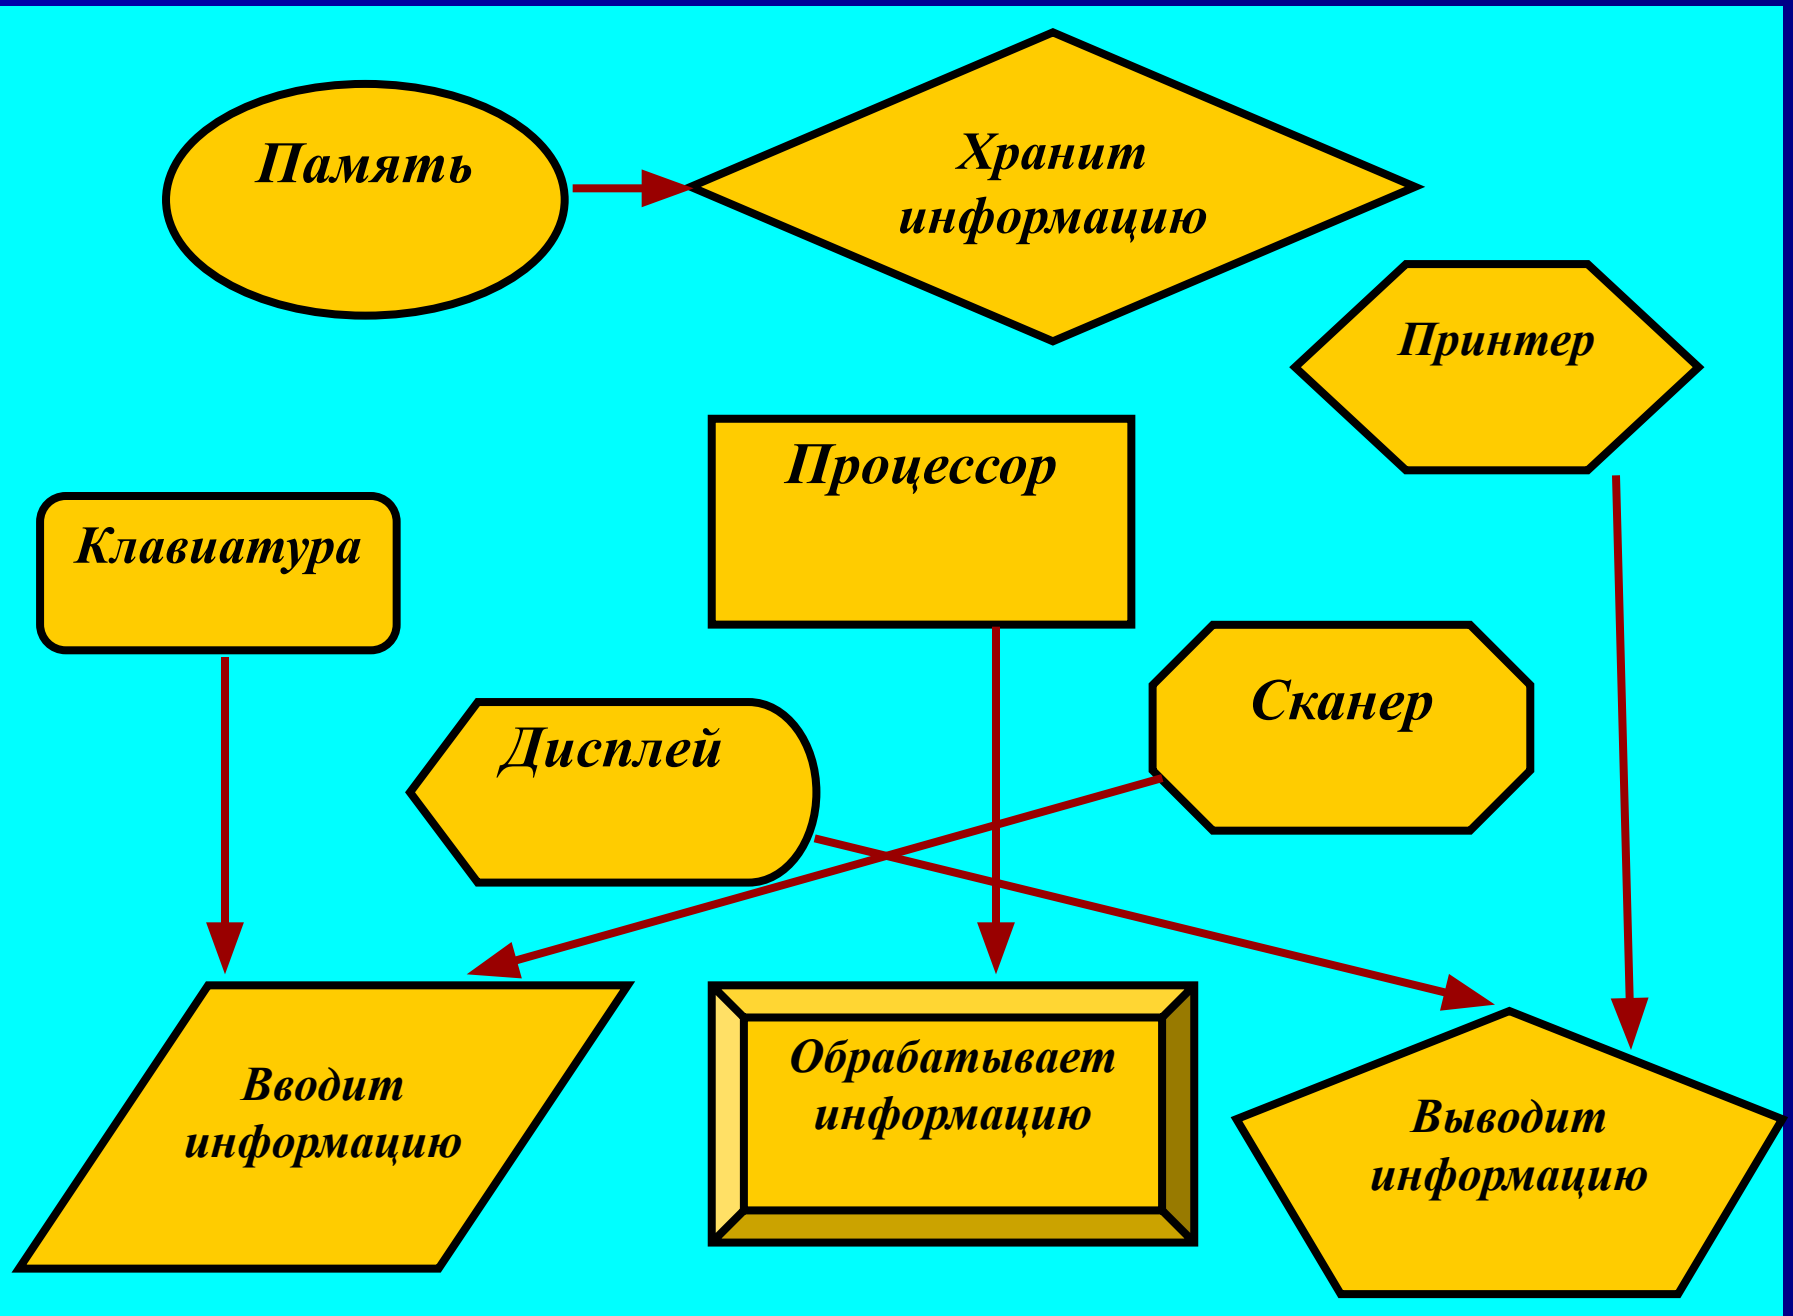 Память
Хранит
информацию
Принтер
Процессор
Клавиатура
Сканер
Дисплей
Вводит
информацию
Обрабатывает
информацию
Выводит
информацию